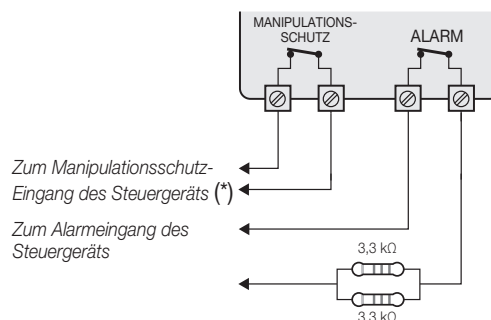 MANIPULATIONS-
SCHUTZ
ALARM
Zum Manipulationsschutz-
Eingang des Steuergeräts (*)
Zum Alarmeingang des
Steuergeräts
3,3 kΩ
3,3 kΩ